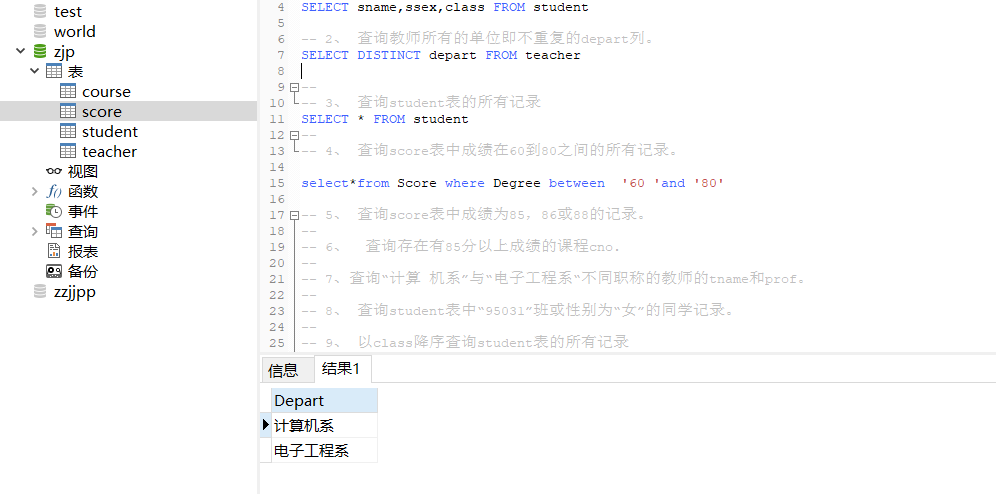 test
world
zjp
表
course
score
student
teacher
视图
函数
事件
查询
报表
备份
zzjjpp
4 SELECT sname,ssex,class FROM student
5
6 -- 2、 查询教师所有的单位即不重复的depart列。
7 SELECT DISTINCT depart FROM teacher
8
9 --
10 -- 3、 查询student表的所有记录
11 SELECT * FROM student
12 --
13 -- 4、 查询score表中成绩在60到80之间的所有记录。
14
15 select*from Score where Degree between '60 'and '80'
16
17 -- 5、 查询score表中成绩为85, 86或88的记录。
18 --
19 -- 6、 查询存在有85分以上成绩的课程cno.
20 --
21 -- 7、查询“计算 机系”与“电子工程系“不同职称的教师的tname和prof。
22 --
23 -- 8、 查询student表中“95031”班或性别为“女”的同学记录。
24 --
25 -- 9、 以class降序查询student表的所有记录
信息 结果1
Depart
计算机系
电子工程系